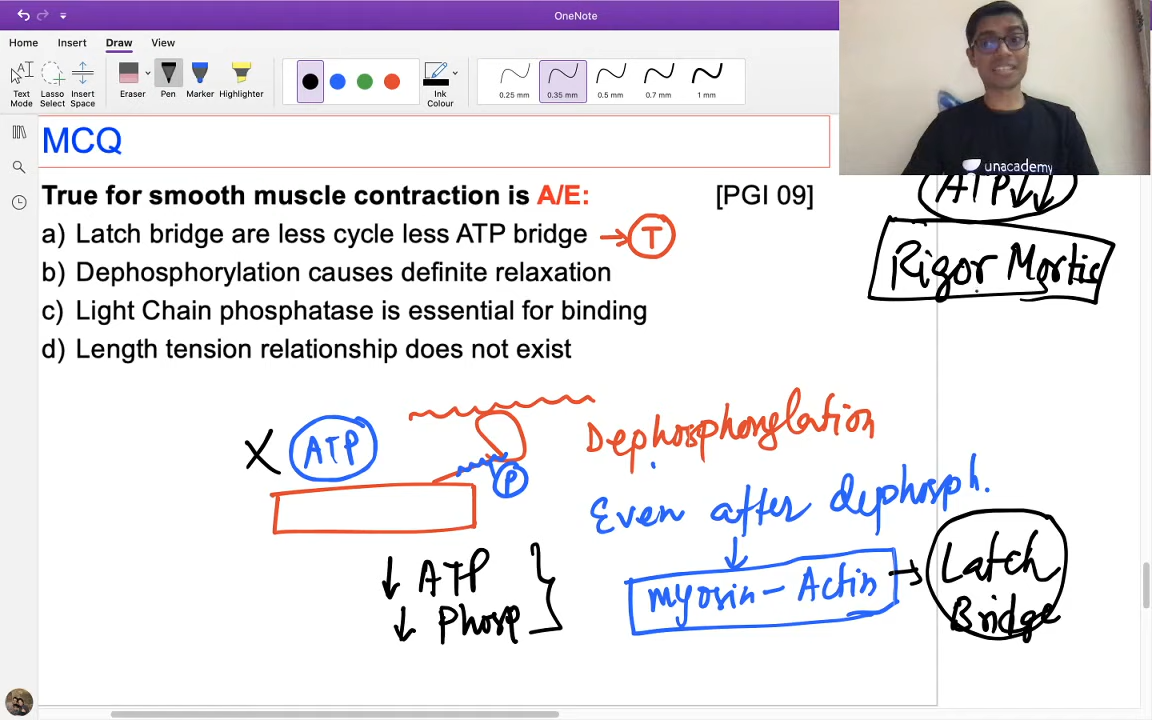 OneNote
Home Insert Draw View
Text Mode
Lasso Select
Insert Space
Eraser
Pen
Marker
Highlighter
Ink Colour
0.25 mm
0.35 mm
0.5 mm
0.7 mm
1 mm
unacademy
MCQ
ATP↓↓
True for smooth muscle contraction is A/E: [PGI 09]
a) Latch bridge are less cycle less ATP bridge → T
Rigor Mortis
b) Dephosphorylation causes definite relaxation
c) Light Chain phosphatase is essential for binding
d) Length tension relationship does not exist
X ATP
P
Dephosphorylation
Even after dephosph.
↓ ATP
↓ Phosp
myosin - Actin →
Latch
Bridge